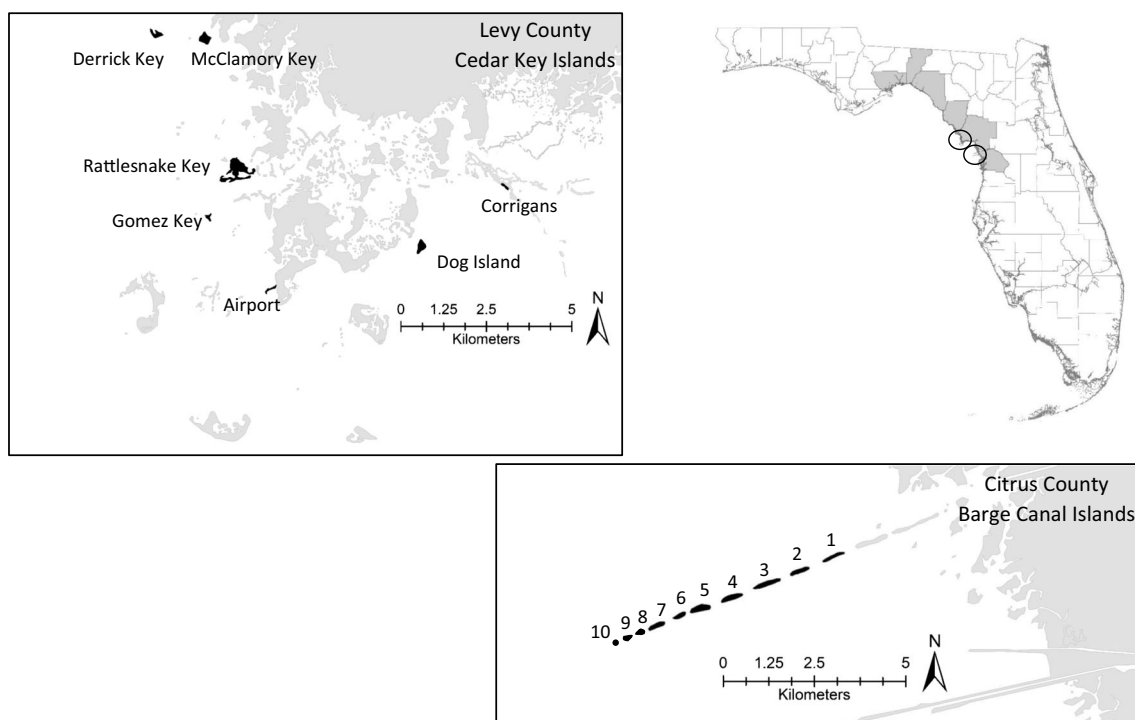 Levy County
Cedar Key Islands
Derrick Key
McClamory Key
Rattlesnake Key
Corrigans
Gomez Key
Dog Island
Airport
N
0 1.25 2.5 5
Kilometers
Citrus County
Barge Canal Islands
1
2
3
4
5
6
7
8
9
10
N
0 1.25 2.5 5
Kilometers